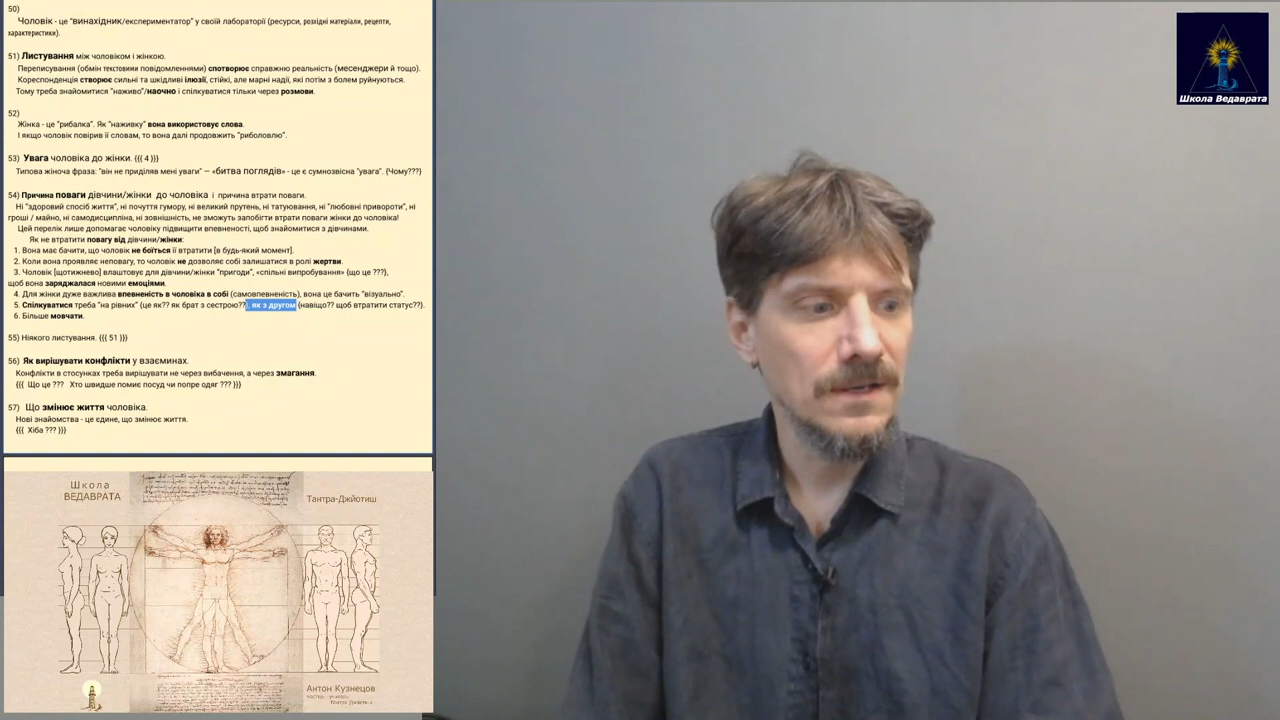 50)
Чоловік - це "винахідник/експериментатор" у своїй лабораторії (ресурси, розхідні матеріали, рецепти,
характеристики).
51) Листування між чоловіком і жінкою.
Переписування (обмін текстовими повідомленнями) спотворює справжню реальність (месенджери й тощо).
Кореспонденція створює сильні та шкідливі ілюзії, стійкі, але марні надії, які потім з болем руйнуються.
Тому треба знайомитися "наживо"/наочно і спілкуватися тільки через розмови.
52)
Жінка - це "рибалка". Як "наживку" вона використовує слова.
І якщо чоловік повірив її словам, то вона далі продовжить "риболовлю".
53) Увага чоловіка до жінки. {{{ 4 }}}
Типова жіноча фраза: "він не приділяв мені уваги" — «битва поглядів» - це є сумнозвісна "увага". {Чому???}
54) Причина поваги дівчини/жінки до чоловіка і причина втрати поваги.
Ні "здоровий спосіб життя", ні почуття гумору, ні великий прутень, ні татуювання, ні "любовні привороти", ні
гроші / майно, ні самодисципліна, ні зовнішність, не зможуть запобігти втрати поваги жінки до чоловіка!
Цей перелік лише допомагає чоловіку підвищити впевненості, щоб знайомитися з дівчинами.
Як не втратити повагу від дівчини/жінки:
1. Вона має бачити, що чоловік не боїться її втратити [в будь-який момент].
2. Коли вона проявляє неповагу, то чоловік не дозволяє собі залишатися в ролі жертви.
3. Чоловік [щотижнево] влаштовує для дівчини/жінки "пригоди", «спільні випробування» {що це ???},
щоб вона заряджалася новими емоціями.
4. Для жінки дуже важлива впевненість в чоловіка в собі (самовпевненість), вона це бачить "візуально".
5. Спілкуватися треба "на рівних" {це як?? як брат з сестрою??}, як з другом {навіщо?? щоб втратити статус??}.
6. Більше мовчати.
55) Ніякого листування. {{{ 51 }}}
56) Як вирішувати конфлікти у взаєминах.
Конфлікти в стосунках треба вирішувати не через вибачення, а через змагання.
{{{ Що це ??? Хто швидше помиє посуд чи попре одяг ??? }}}
57) Що змінює життя чоловіка.
Нові знайомства - це єдине, що змінює життя.
{{{ Хіба ??? }}}
Школа
ВЕДАВРАТА
Тантра-Джйотиш
Антон Кузнецов
Школа Ведаврата